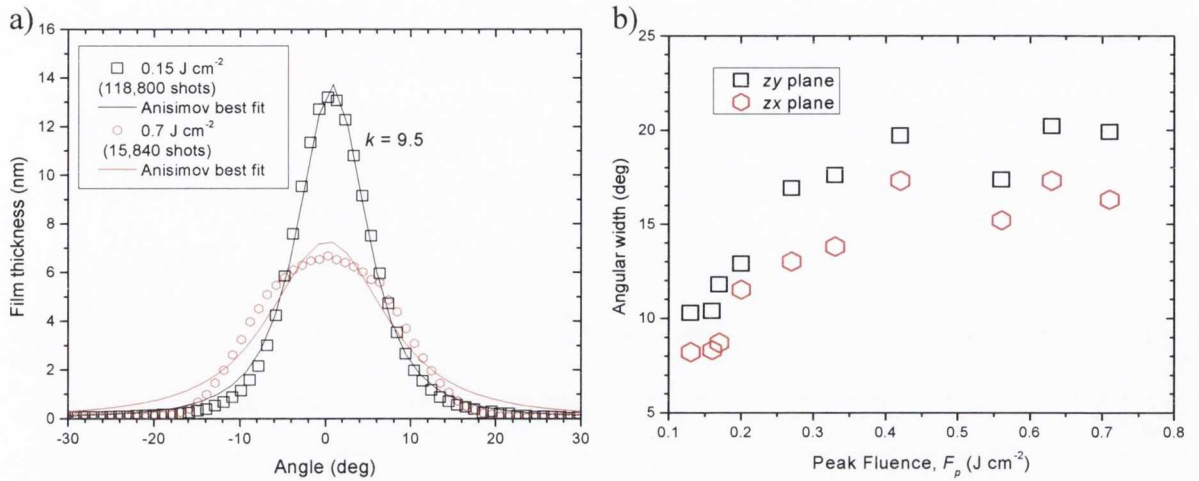 a)
16
14
12
10
8
6
4
2
0
Film thickness (nm)
0.15 J cm⁻²
(118,800 shots)
Anisimov best fit
0.7 J cm⁻²
(15,840 shots)
Anisimov best fit
k = 9.5
-30 -20 -10 0 10 20 30
Angle (deg)
b)
25
20
15
10
5
Angular width (deg)
zy plane
zx plane
0.1 0.2 0.3 0.4 0.5 0.6 0.7 0.8
Peak Fluence, Fₚ (J cm⁻²)